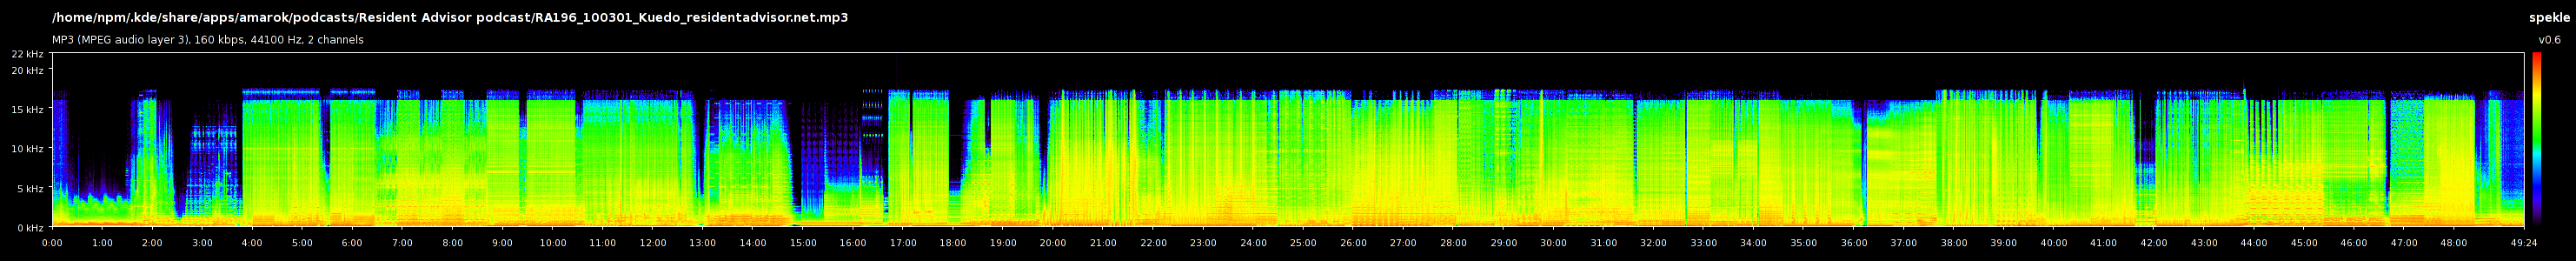 /home/npm/.kde/share/apps/amarok/podcasts/Resident Advisor podcast/RA196_100301_Kuedo_residentadvisor.net.mp3
spekle
MP3 (MPEG audio layer 3), 160 kbps, 44100 Hz, 2 channels
v0.6
22 kHz
20 kHz
15 kHz
10 kHz
5 kHz
0 kHz
0:00 1:00 2:00 3:00 4:00 5:00 6:00 7:00 8:00 9:00 10:00 11:00 12:00 13:00 14:00 15:00 16:00 17:00 18:00 19:00 20:00 21:00 22:00 23:00 24:00 25:00 26:00 27:00 28:00 29:00 30:00 31:00 32:00 33:00 34:00 35:00 36:00 37:00 38:00 39:00 40:00 41:00 42:00 43:00 44:00 45:00 46:00 47:00 48:00 49:24